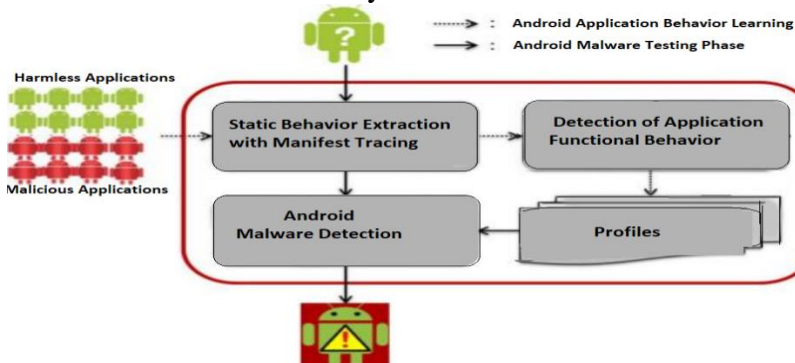 : Android Application Behavior Learning
: Android Malware Testing Phase
?
Harmless Applications
Malicious Applications
Static Behavior Extraction
with Manifest Tracing
Detection of Application
Functional Behavior
Android
Malware Detection
Profiles
!